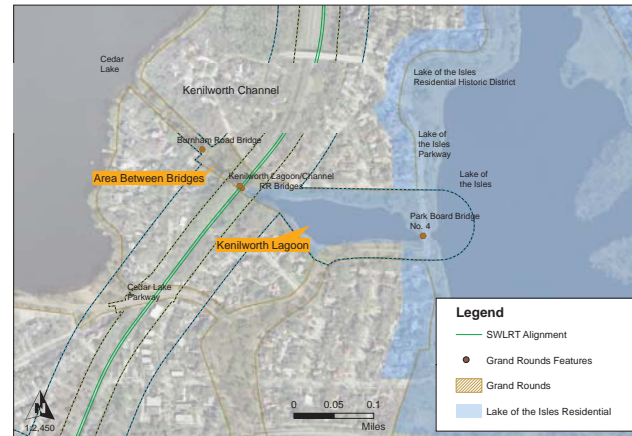 Cedar
Lake
Kenilworth Channel
Lake of the Isles
Residential Historic District
Burnham Road Bridge
Lake of the
Isles
Parkway
Area Between Bridges
Kenilworth Lagoon/Channel
RR Bridges
Lake of
the Isles
Park Board Bridge
No. 4
Kenilworth Lagoon
Cedar Lake
Parkway
Legend
SWLRT Alignment
Grand Rounds Features
Grand Rounds
Lake of the Isles Residential
N
1:2,450
0 0.05 0.1
Miles